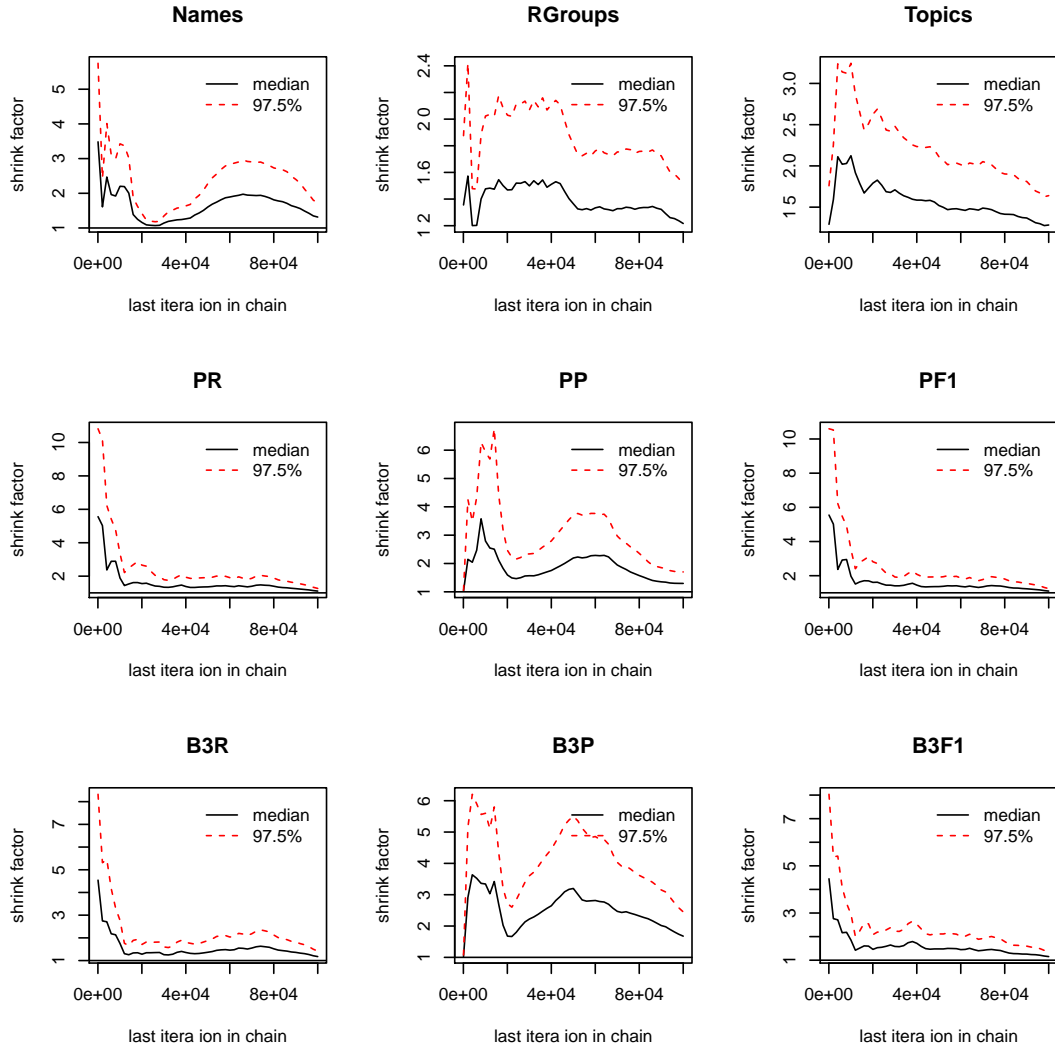 Names
RGroups
Topics
shrink factor
1 2 3 4 5
median
97.5%
0e+00 4e+04 8e+04
last itera ion in chain
shrink factor
1.2 1.6 2.0 2.4
median
97.5%
0e+00 4e+04 8e+04
last itera ion in chain
shrink factor
1 5 2.0 2.5 3.0
median
97.5%
0e+00 4e+04 8e+04
last itera ion in chain
PR
PP
PF1
shrink factor
2 4 6 8 10
median
97.5%
0e+00 4e+04 8e+04
last itera ion in chain
shrink factor
1 2 3 4 5 6
median
97.5%
0e+00 4e+04 8e+04
last itera ion in chain
shrink factor
2 4 6 8 10
median
97.5%
0e+00 4e+04 8e+04
last itera ion in chain
B3R
B3P
B3F1
shrink factor
1 3 5 7
median
97.5%
0e+00 4e+04 8e+04
last itera ion in chain
shrink factor
1 2 3 4 5 6
median
97.5%
0e+00 4e+04 8e+04
last itera ion in chain
shrink factor
1 3 5 7
median
97.5%
0e+00 4e+04 8e+04
last itera ion in chain